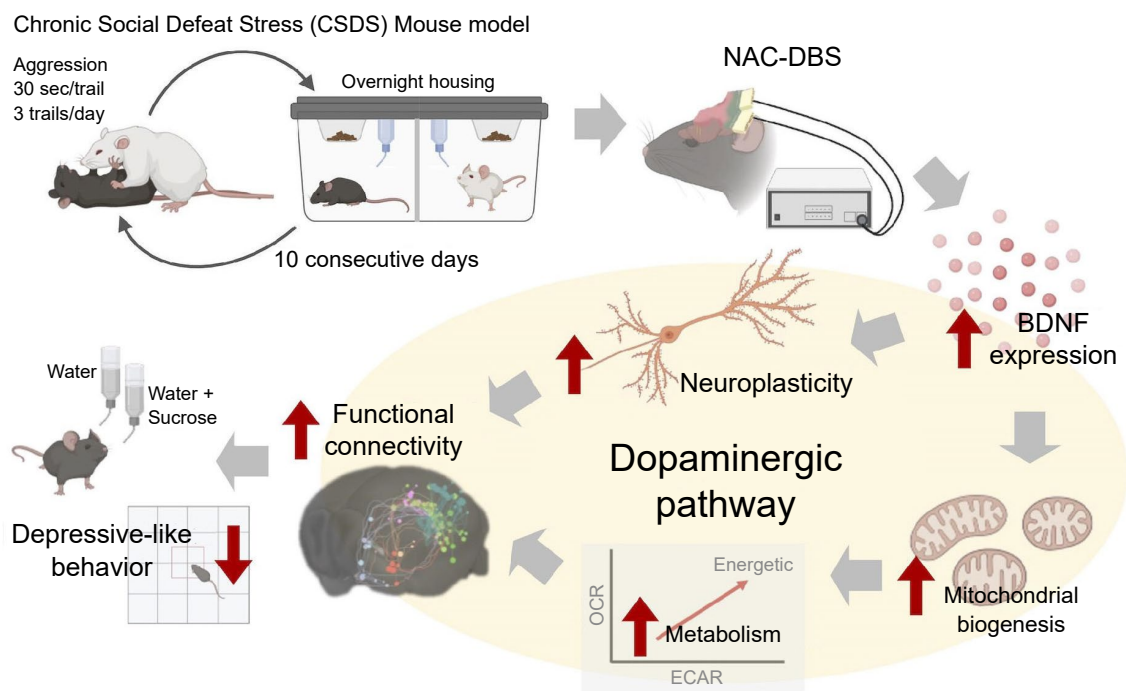 Chronic Social Defeat Stress (CSDS) Mouse model
Aggression
30 sec/trail
3 trails/day
Overnight housing
10 consecutive days
NAC-DBS
BDNF
expression
Neuroplasticity
Functional
connectivity
Water
Water +
Sucrose
Depressive-like
behavior
Dopaminergic
pathway
Mitochondrial
biogenesis
Energetic
OCR
Metabolism
ECAR